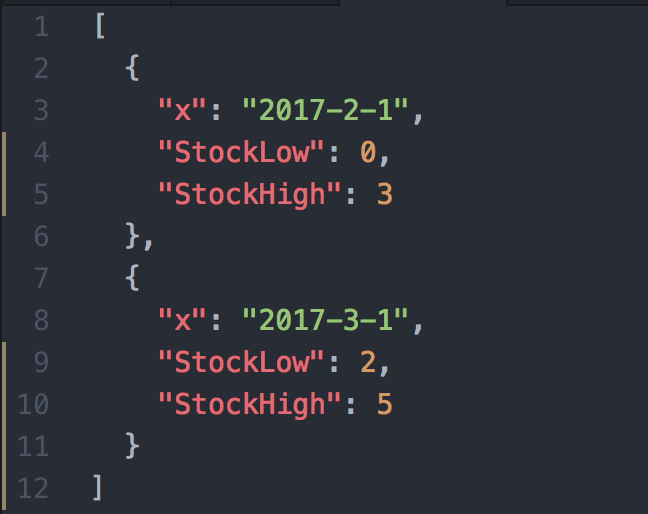 1 [
2 {
3 "x": "2017-2-1",
4 "StockLow": 0,
5 "StockHigh": 3
6 },
7 {
8 "x": "2017-3-1",
9 "StockLow": 2,
10 "StockHigh": 5
11 }
12 ]